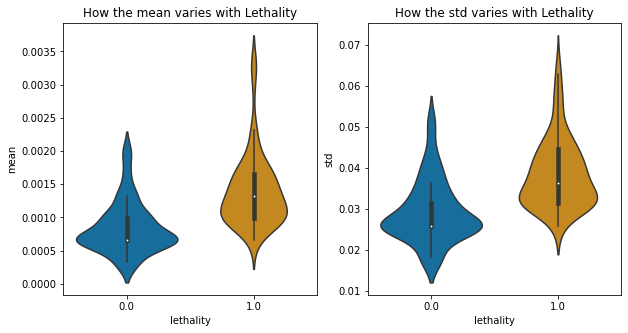 How the mean varies with Lethality
mean
0.0035
0.0030
0.0025
0.0020
0.0015
0.0010
0.0005
0.0000
0.0 1.0
lethality
How the std varies with Lethality
std
0.07
0.06
0.05
0.04
0.03
0.02
0.01
0.0 1.0
lethality